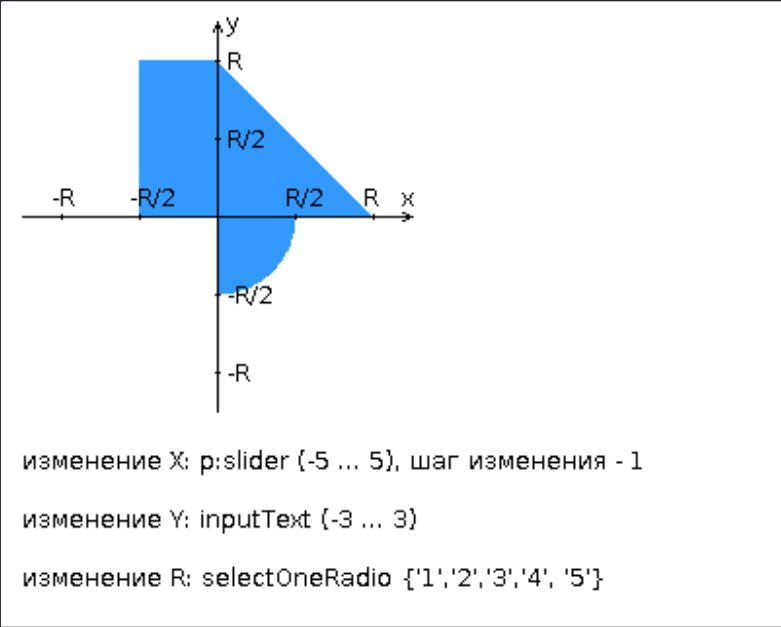 y
R
R/2
-R -R/2 R/2 R x
-R/2
-R
изменение X: p:slider (-5 ... 5), шаг изменения - 1
изменение Y: inputText (-3 ... 3)
изменение R: selectOneRadio {'1','2','3','4', '5'}